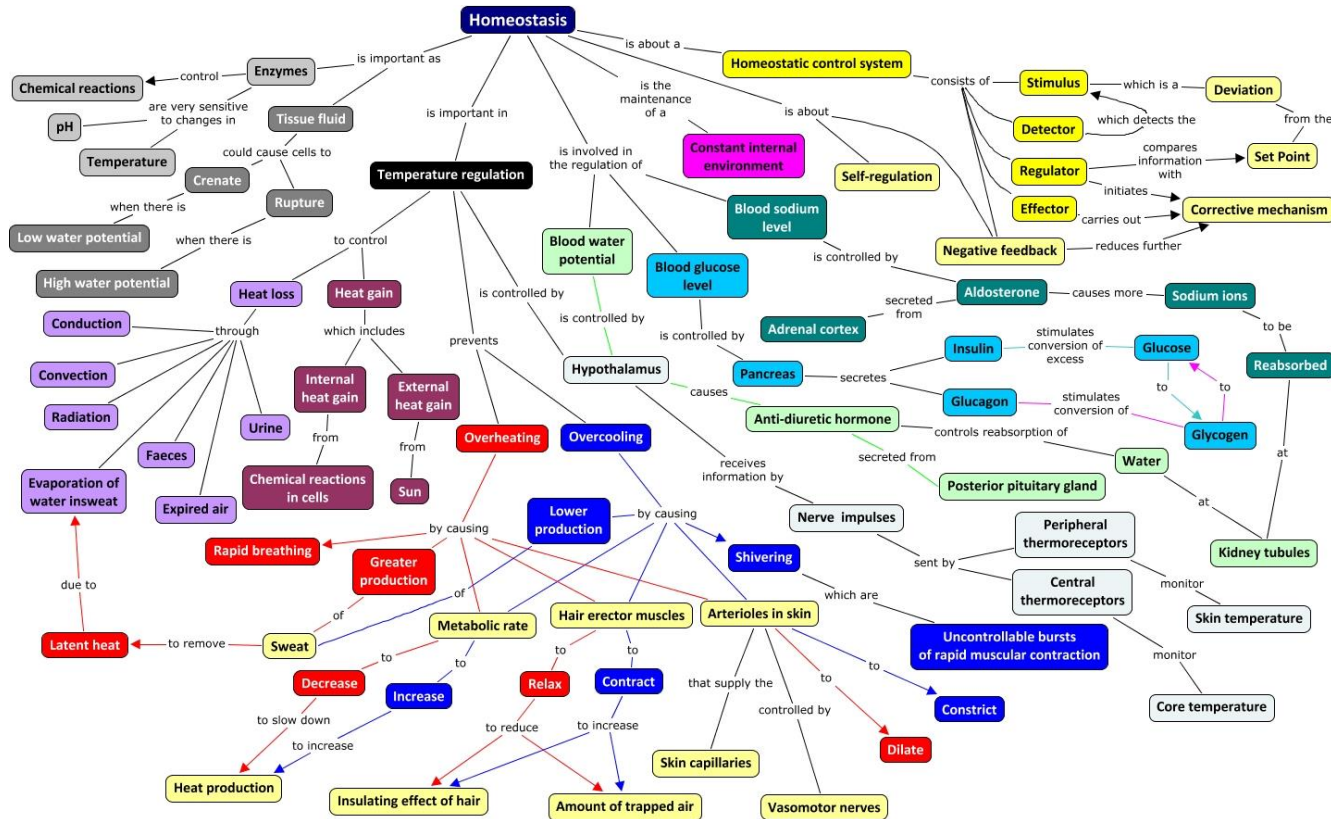 Homeostasis
is about a
Homeostatic control system
consists of
Stimulus
which is a
Deviation
from the
Set Point
which detects the
Detector
Regulator
compares
information
with
initiates
Effector
carries out
Corrective mechanism
Negative feedback
reduces further
is about
Self-regulation
is the
maintenance
of a
Constant internal
environment
is important as
Enzymes
control
Chemical reactions
are very sensitive
to changes in
pH
Temperature
Tissue fluid
could cause cells to
Crenate
Rupture
when there is
Low water potential
when there is
High water potential
is important in
Temperature regulation
is involved in
the regulation of
Blood sodium
level
Blood water
potential
Blood glucose
level
is controlled by
Aldosterone
secreted
from
Adrenal cortex
causes more
Sodium ions
to be
Reabsorbed
at
is controlled by
is controlled by
is controlled by
Hypothalamus
Pancreas
secretes
Insulin
stimulates
conversion of
excess
Glucose
to
to
Glucagon
stimulates
conversion of
Glycogen
causes
Anti-diuretic hormone
controls reabsorption of
Water
at
Kidney tubules
secreted from
Posterior pituitary gland
receives
information by
Nerve impulses
sent by
Peripheral
thermoreceptors
Central
thermoreceptors
monitor
Skin temperature
monitor
Core temperature
to control
Heat loss
Heat gain
through
Conduction
Convection
Radiation
Evaporation of
water insweat
Faeces
Expired air
Urine
which includes
Internal
heat gain
External
heat gain
from
from
Chemical reactions
in cells
Sun
prevents
Overheating
Overcooling
by causing
by causing
Rapid breathing
Greater
production
Lower
production
of
of
Sweat
to remove
Latent heat
due to
Shivering
which are
Uncontrollable bursts
of rapid muscular contraction
Metabolic rate
Hair erector muscles
Arterioles in skin
to
to
Decrease
Increase
to slow down
to increase
Heat production
to
to
Relax
Contract
to reduce
to increase
Insulating effect of hair
Amount of trapped air
that supply the
Skin capillaries
controlled by
Vasomotor nerves
to
to
Dilate
Constrict